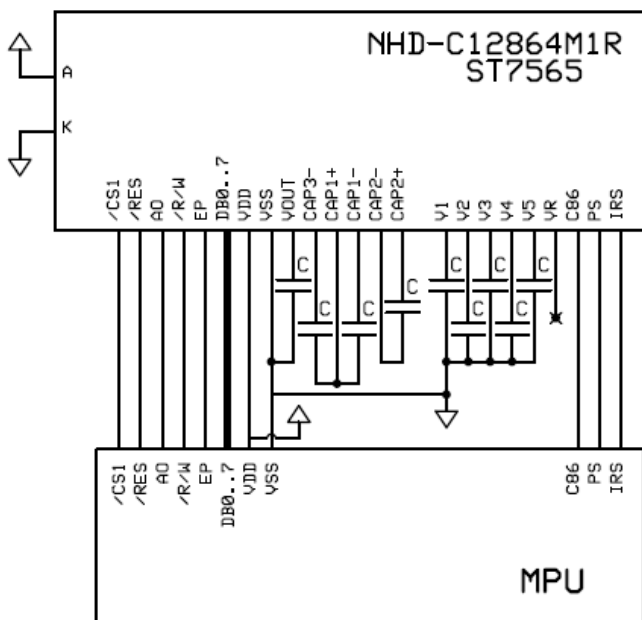 NHD-C12864M1R
ST7565
A
K
/CS1
/RES
A0
/R/W
EP
DB0..7
VDD
VSS
VOUT
CAP3-
CAP1+
CAP1-
CAP2-
CAP2+
V1
V2
V3
V4
V5
VR
C86
PS
IRS
C
C
C
C
C
C
C
C
C
/CS1
/RES
A0
/R/W
EP
DB0..7
VDD
VSS
C86
PS
IRS
MPU